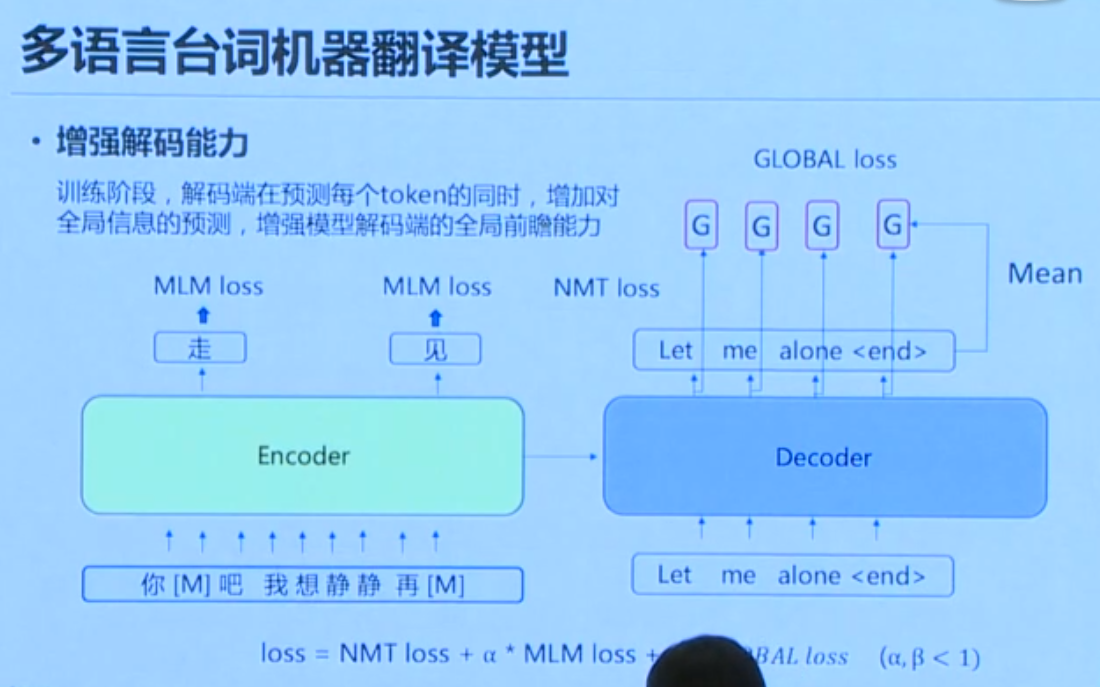 多语言台词机器翻译模型
• 增强解码能力
训练阶段，解码端在预测每个token的同时，增加对
全局信息的预测，增强模型解码端的全局前瞻能力
GLOBAL loss
G G G G
Mean
MLM loss
MLM loss
NMT loss
走
见
Let me alone <end>
Encoder
Decoder
你 [M] 吧 我 想 静 静 再 [M]
Let me alone <end>
loss = NMT loss + α * MLM loss + loss (α, β < 1)